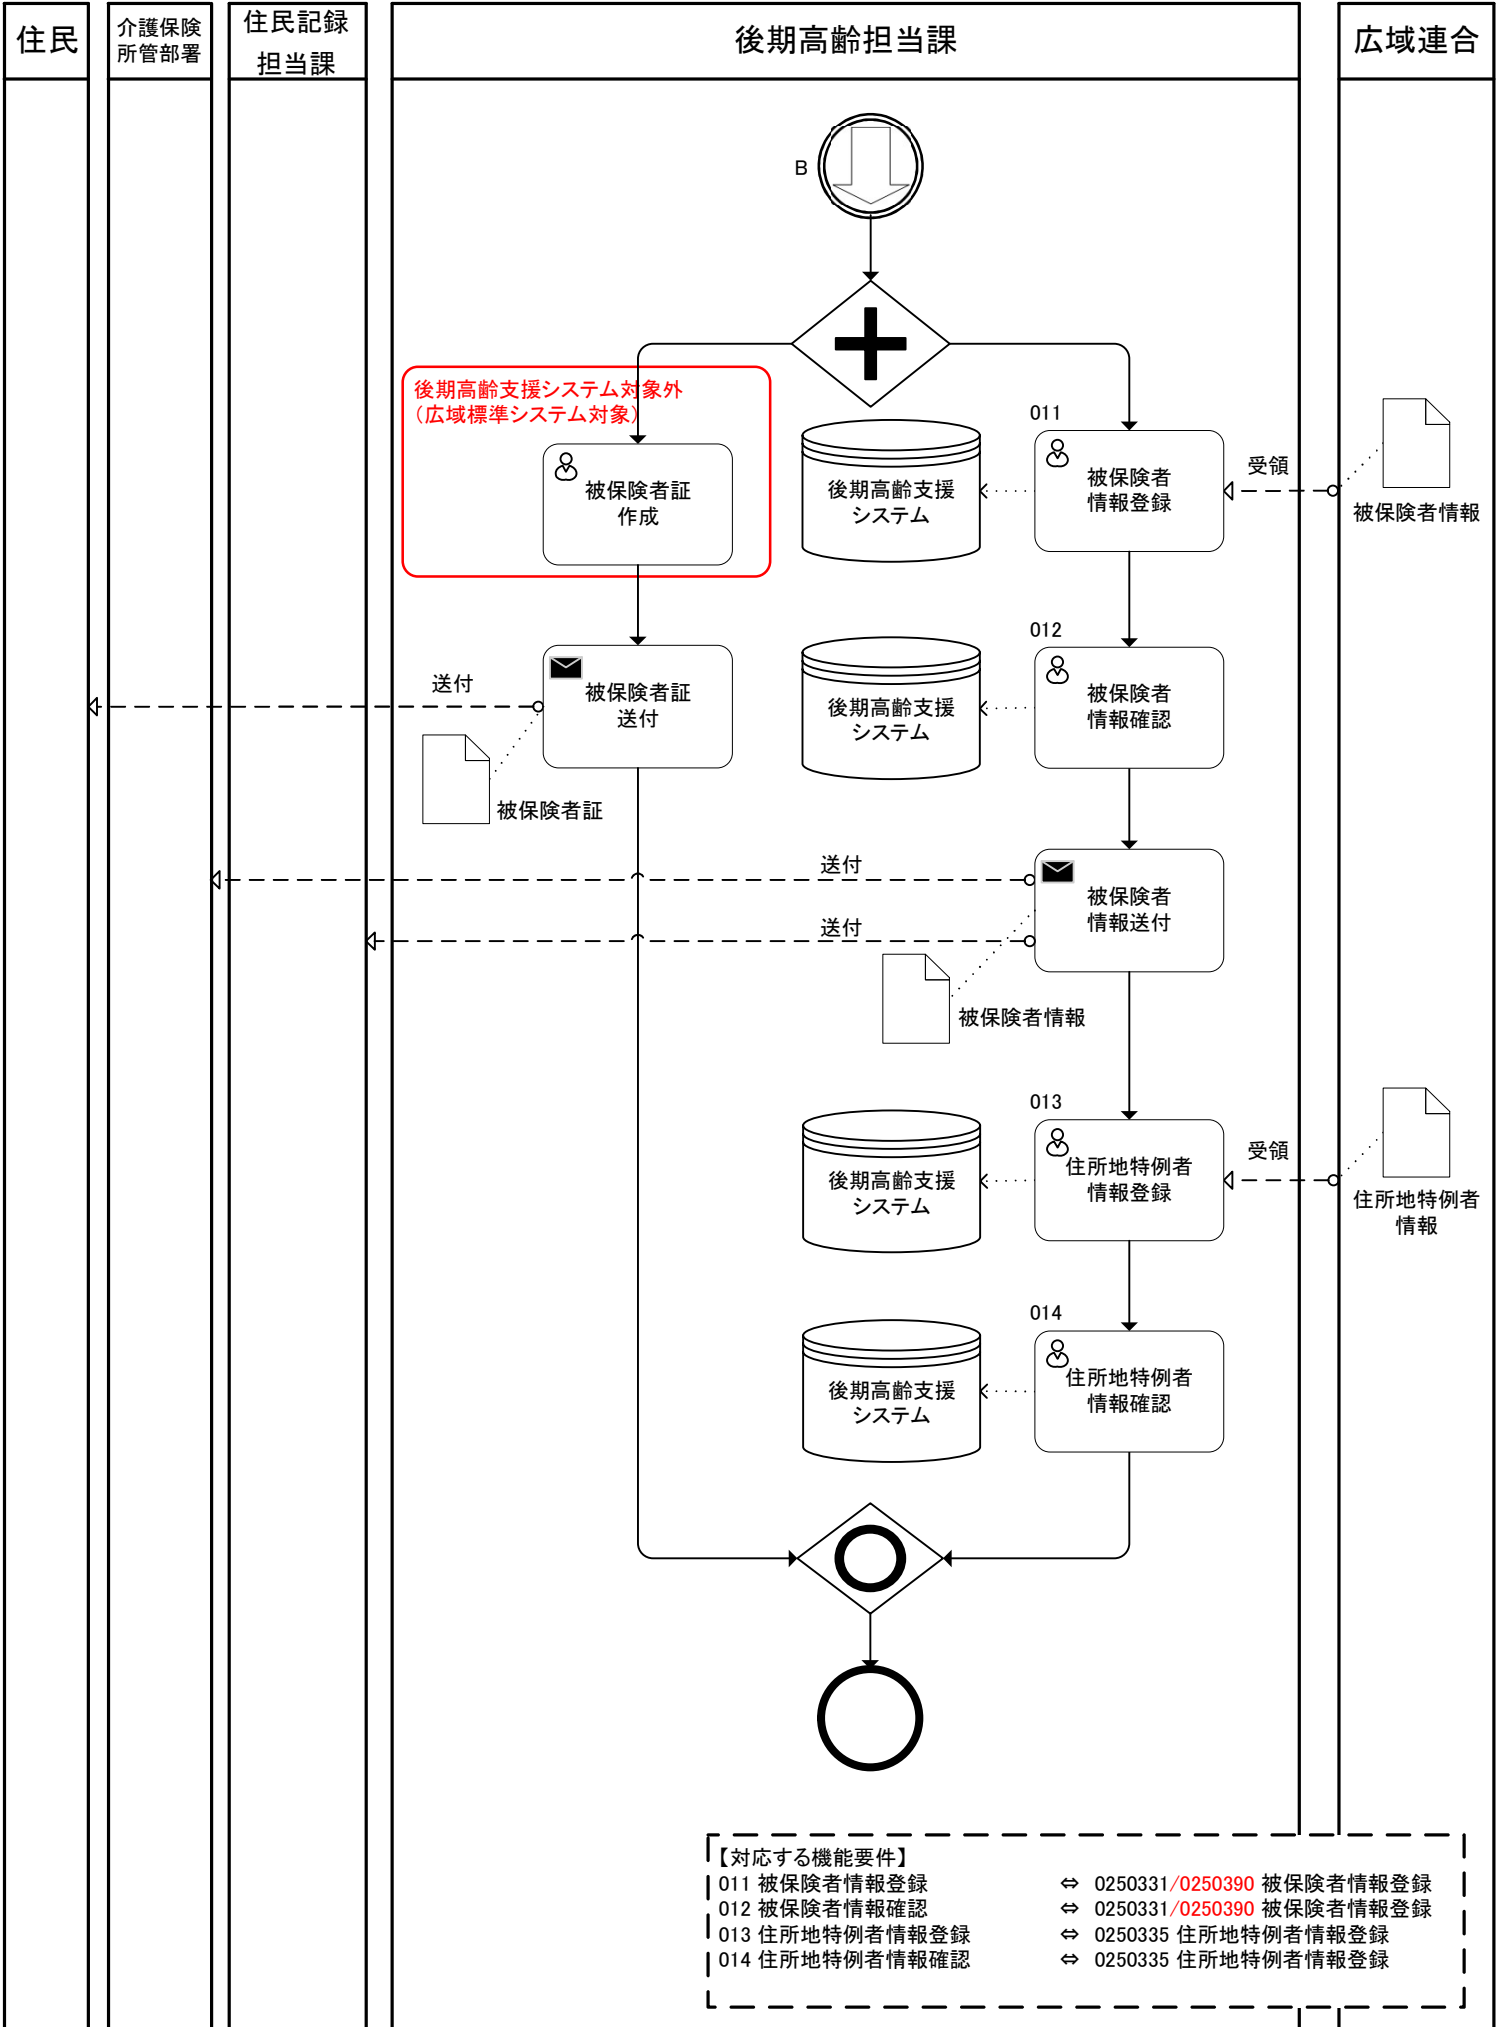 住民
介護保険
所管部署
住民記録
担当課
後期高齢担当課
広域連合
B
後期高齢支援システム対象外
（広域標準システム対象）
被保険者証
作成
011
後期高齢支援
システム
被保険者
情報登録
受領
被保険者情報
送付
被保険者証
送付
被保険者証
012
後期高齢支援
システム
被保険者
情報確認
送付
送付
被保険者
情報送付
被保険者情報
013
後期高齢支援
システム
住所地特例者
情報登録
受領
住所地特例者
情報
014
後期高齢支援
システム
住所地特例者
情報確認
【対応する機能要件】
011 被保険者情報登録 ⇔ 0250331/0250390 被保険者情報登録
012 被保険者情報確認 ⇔ 0250331/0250390 被保険者情報登録
013 住所地特例者情報登録 ⇔ 0250335 住所地特例者情報登録
014 住所地特例者情報確認 ⇔ 0250335 住所地特例者情報登録